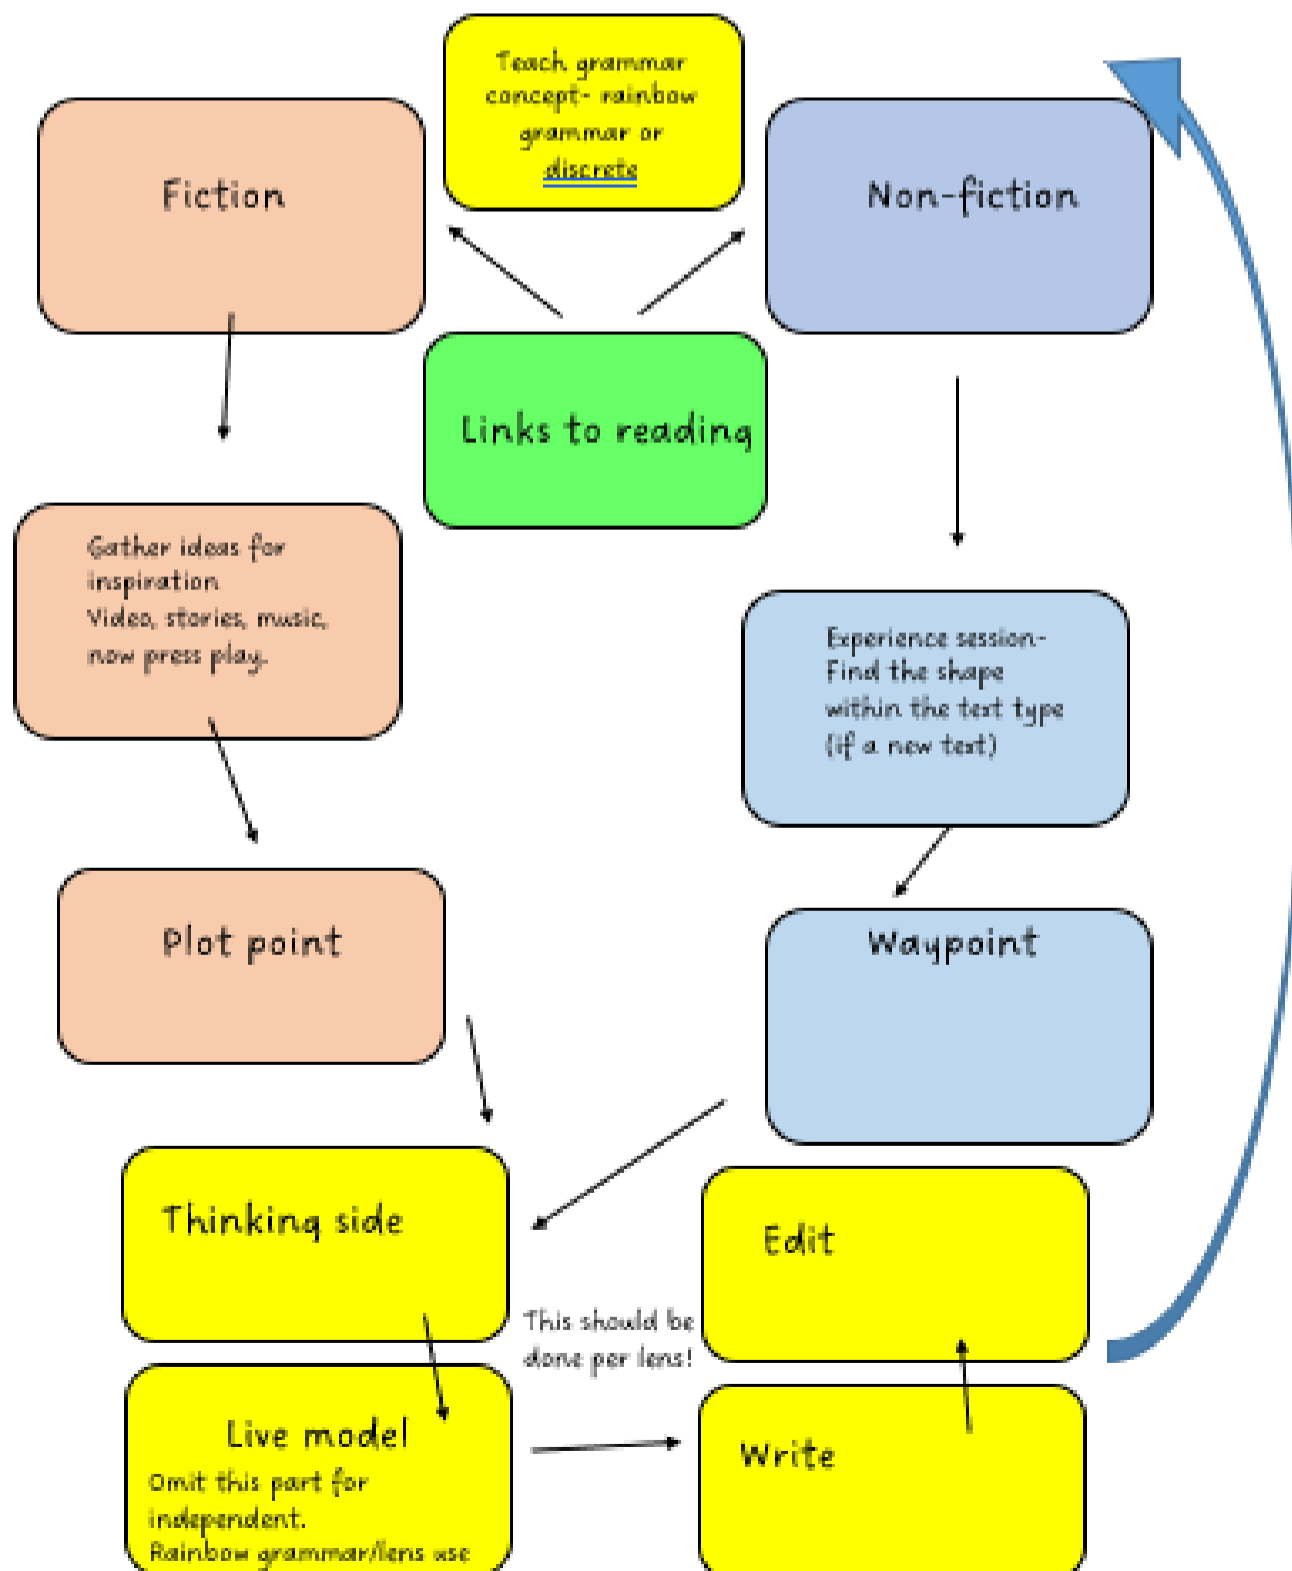 Teach grammar
concept- rainbow
grammar or
discrete
Fiction
Non-fiction
Links to reading
Gather ideas for
inspiration
Video, stories, music,
now press play.
Experience session-
Find the shape
within the text type
(if a new text)
Plot point
Waypoint
Thinking side
Edit
This should be
done per lens!
Live model
Omit this part for
independent.
Rainbow grammar/lens use
Write